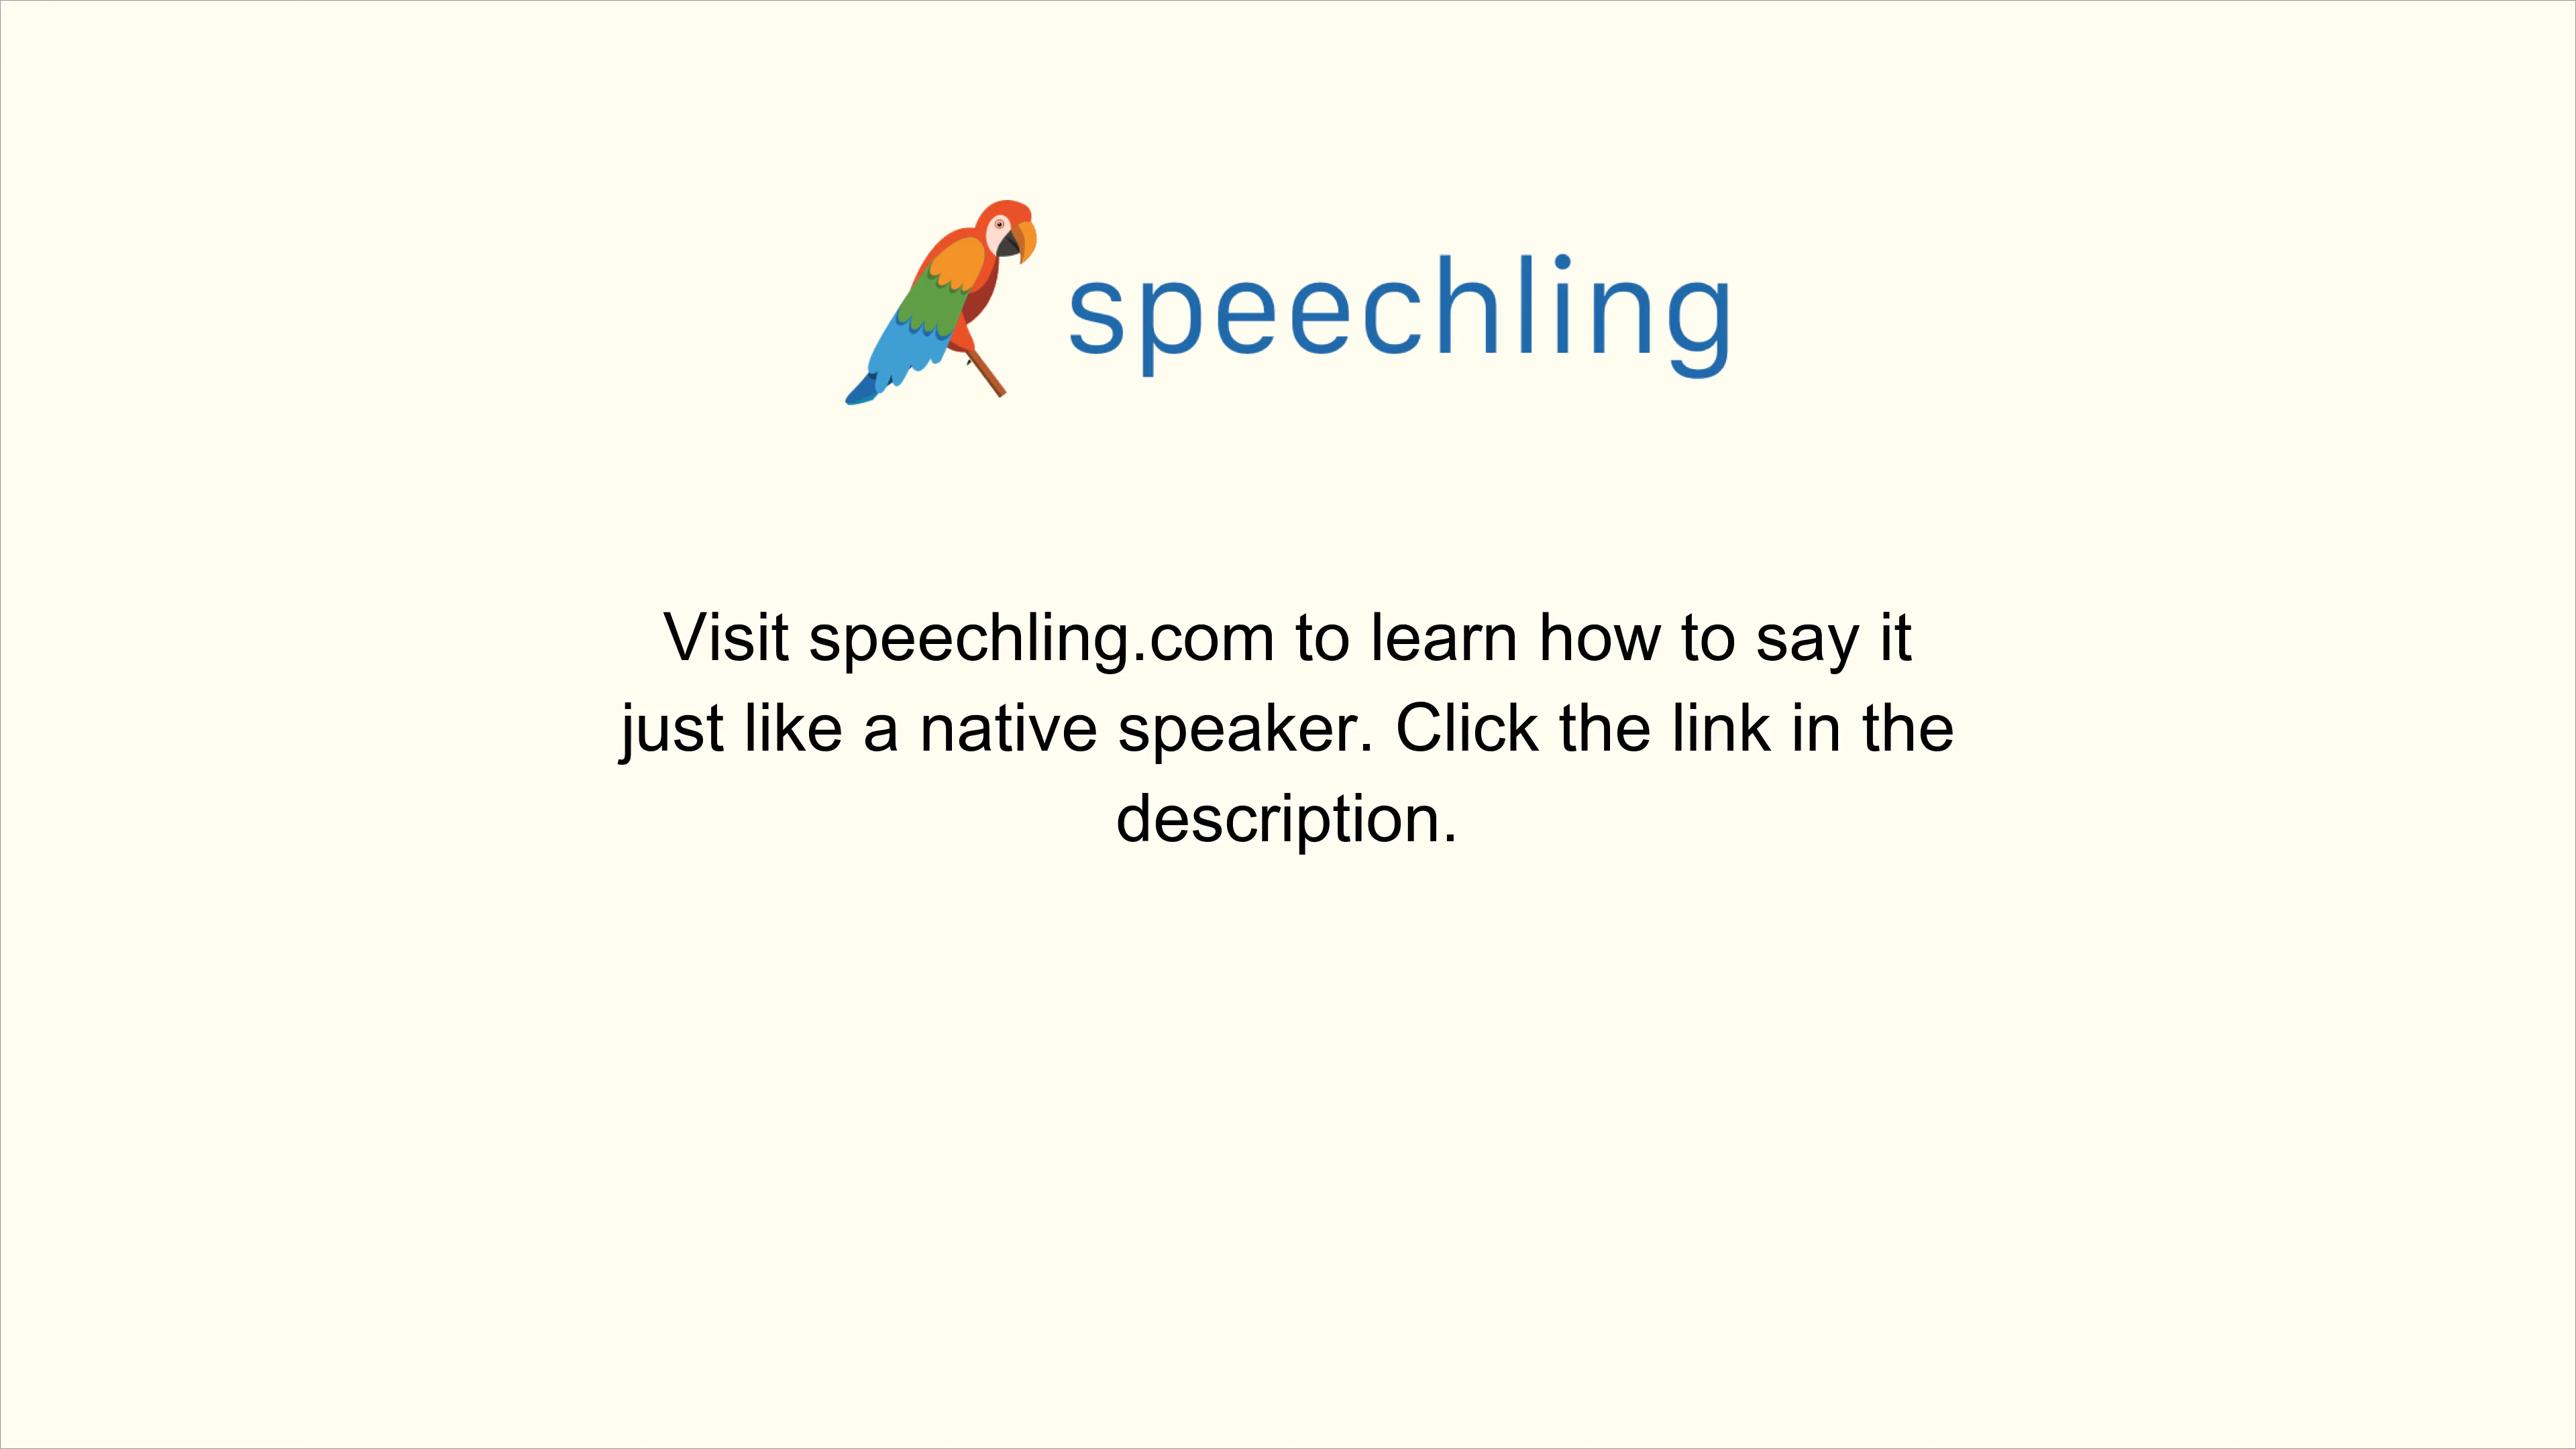 speechling
Visit speechling.com to learn how to say it
just like a native speaker. Click the link in the
description.